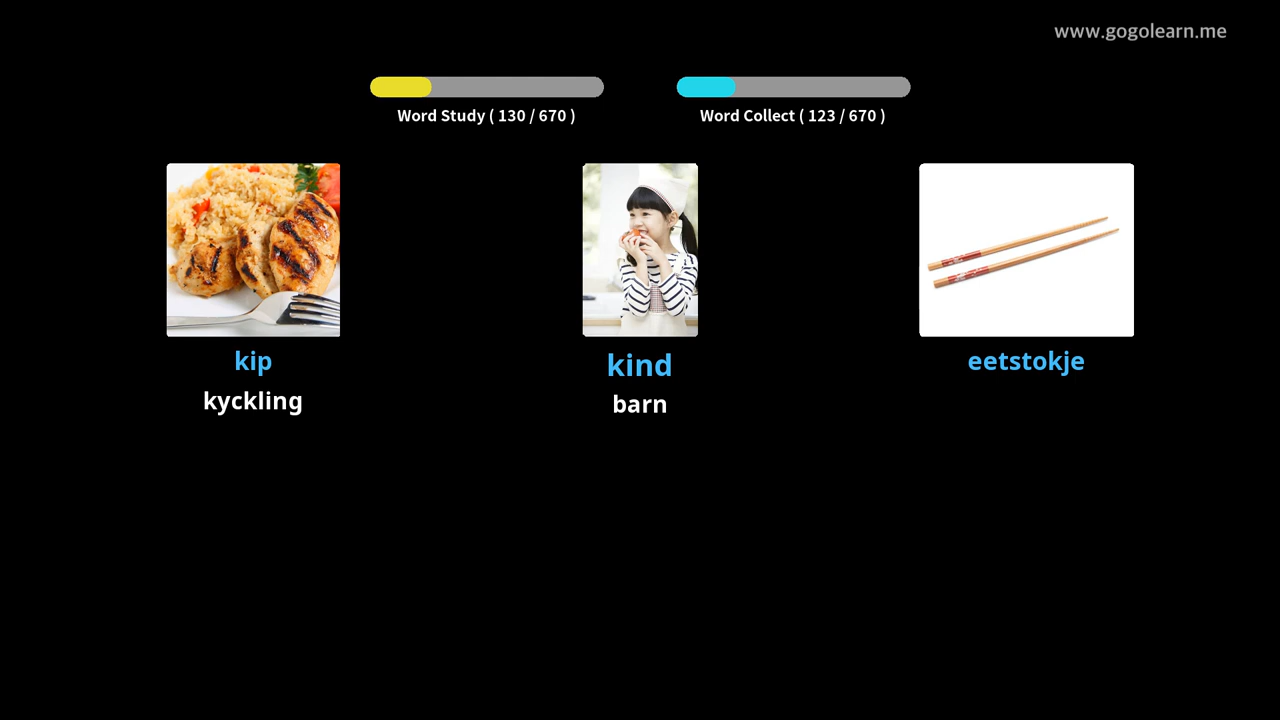 www.gogolearn.me
Word Study ( 130 / 670 )
Word Collect ( 123 / 670 )
kip
kyckling
kind
barn
eetstokje